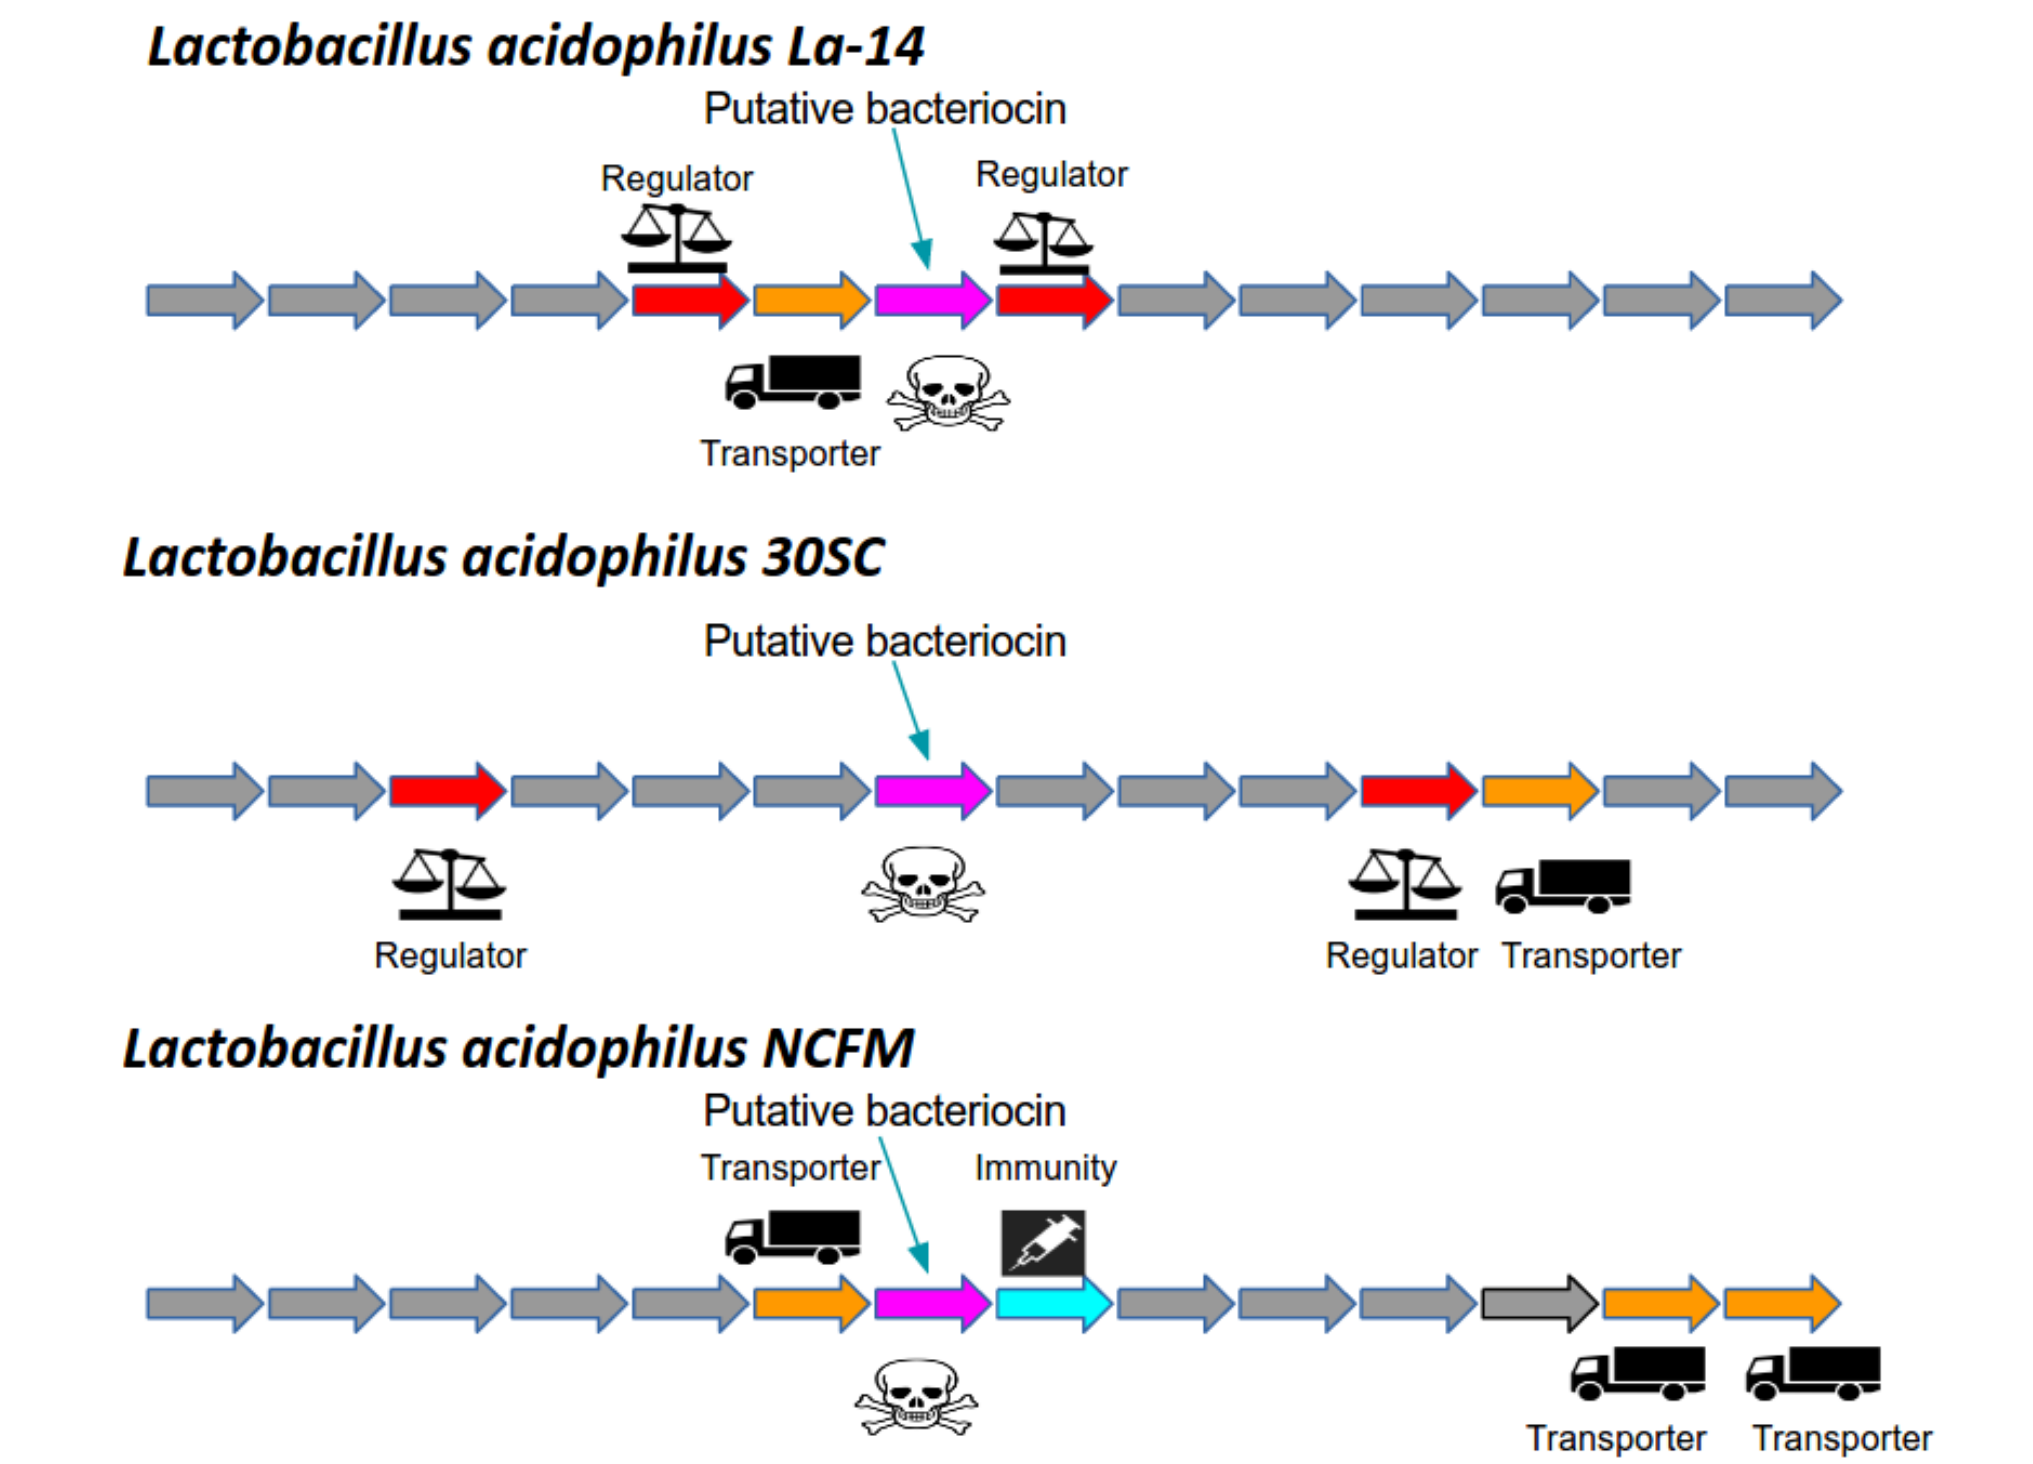 Lactobacillus acidophilus La-14
Putative bacteriocin
Regulator
Regulator
Transporter
Lactobacillus acidophilus 30SC
Putative bacteriocin
Regulator
Regulator
Transporter
Lactobacillus acidophilus NCFM
Putative bacteriocin
Transporter
Immunity
Transporter
Transporter